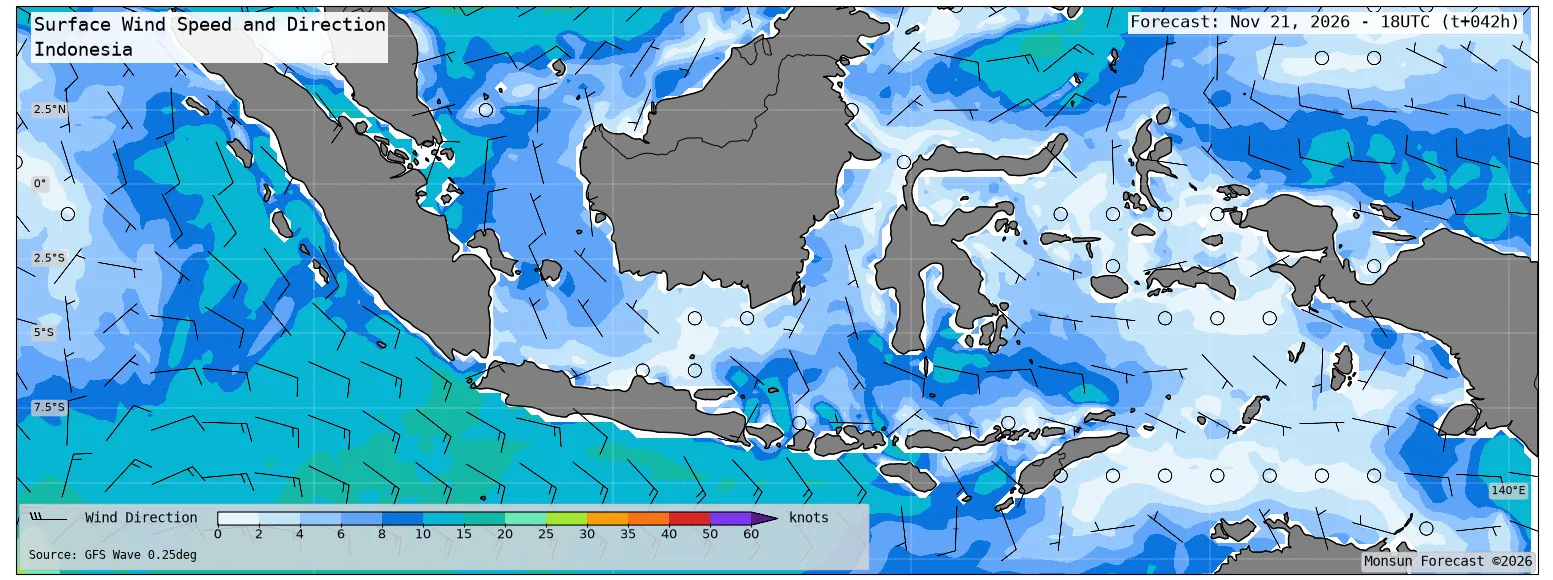 Surface Wind Speed and Direction
Indonesia
Forecast: Nov 21, 2026 - 18UTC (t+042h)
2.5°N
0°
2.5°S
5°S
7.5°S
140°E
Wind Direction
0 2 4 6 8 10 15 20 25 30 35 40 50 60
knots
Source: GFS Wave 0.25deg
Monsun Forecast ©2026